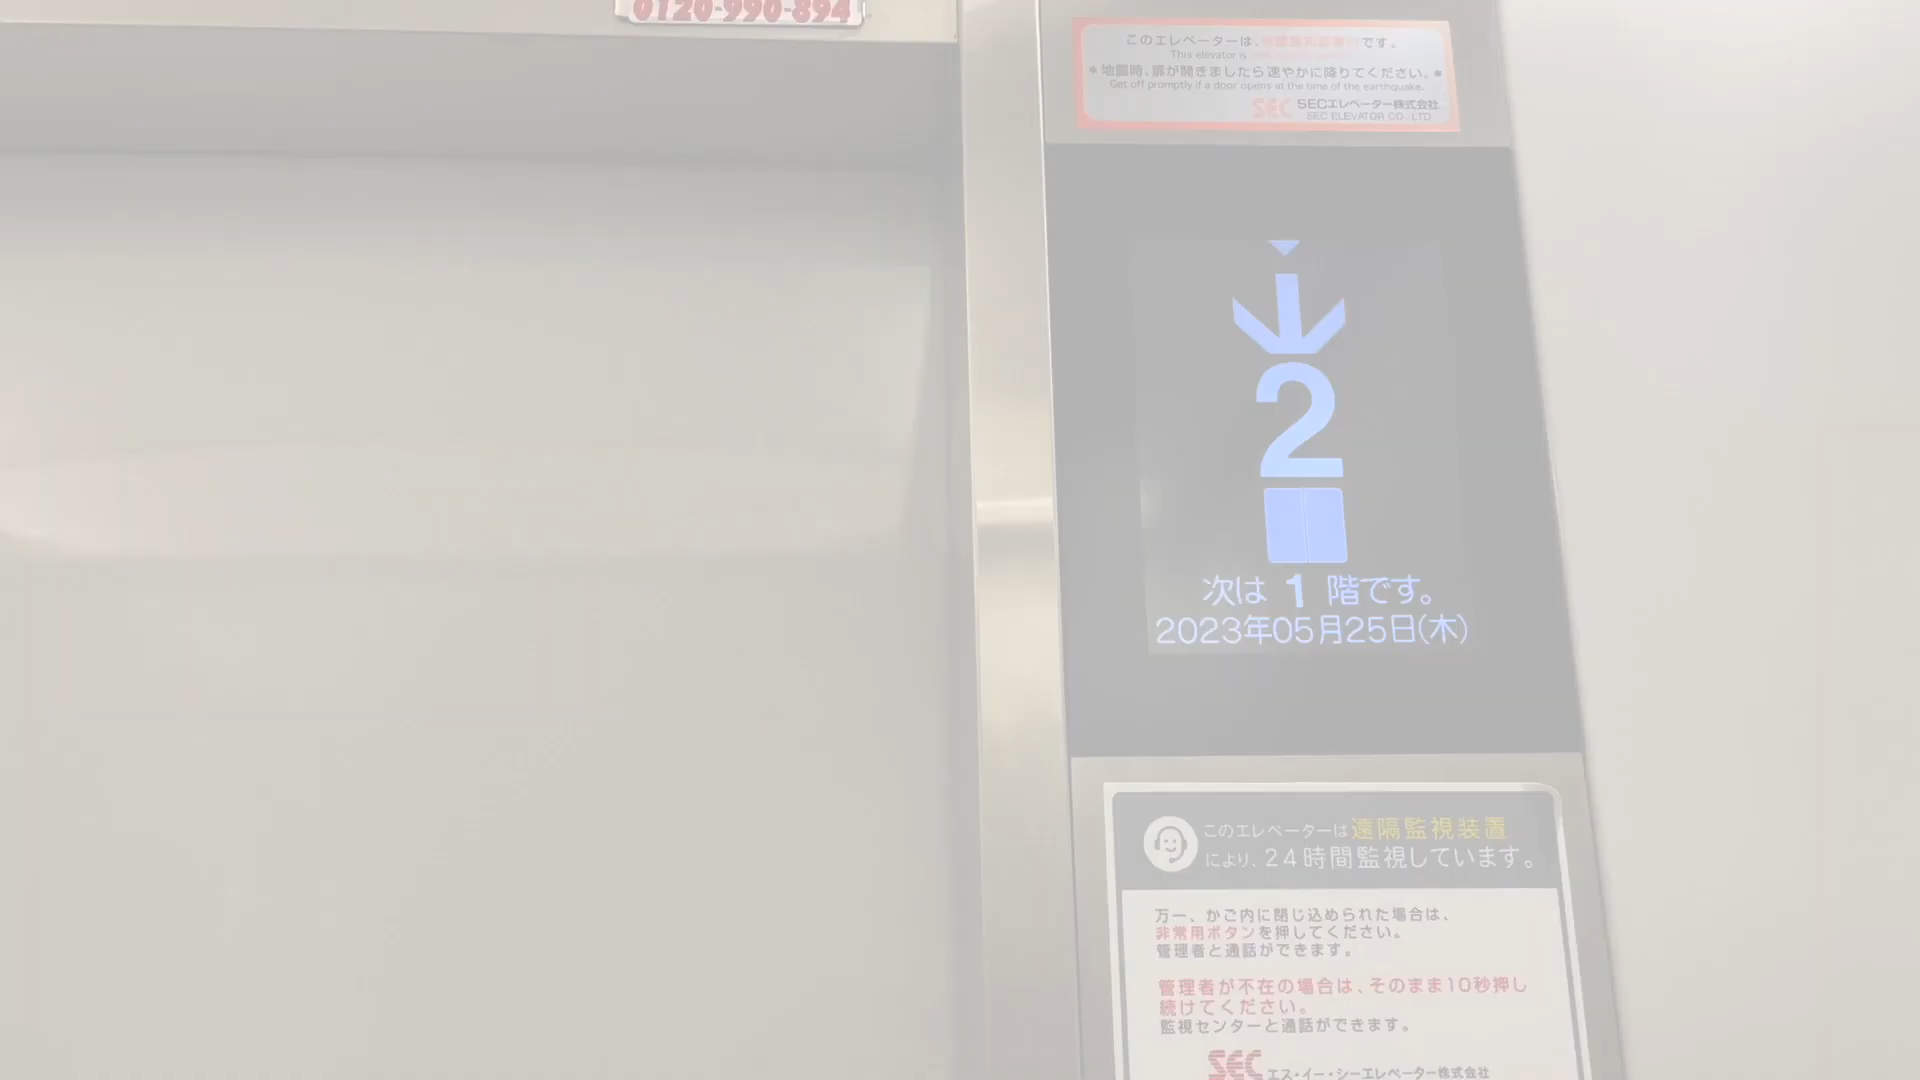 0120-990-894
このエレベーターは、です。
This elevator is
*地震時、扉が開きましたら速やかに降りてください。*
Get off promptly if a door opens at the time of the earthquake.
SEC SECエレベーター株式会社
SEC ELEVATOR CO., LTD
2
次は 1 階です。
2023年05月25日(木)
このエレベーターは遠隔監視装置
により、24時間監視しています。
万一、かご内に閉じ込められた場合は、
非常用ボタンを押してください。
管理者と通話ができます。
管理者が不在の場合は、そのまま10秒押し
続けてください。
監視センターと通話ができます。
SEC エス・イー・シーエレベーター株式会社